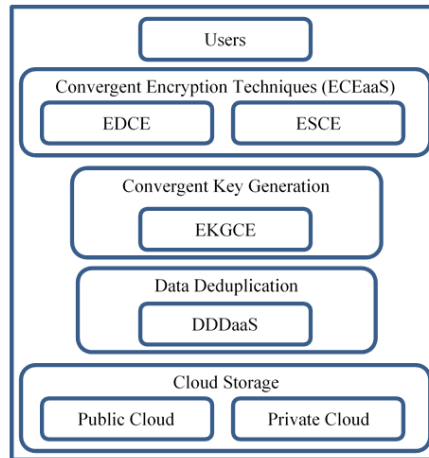 Users
Convergent Encryption Techniques (ECEaaS)
EDCE ESCE
Convergent Key Generation
EKGCE
Data Deduplication
DDDaaS
Cloud Storage
Public Cloud Private Cloud